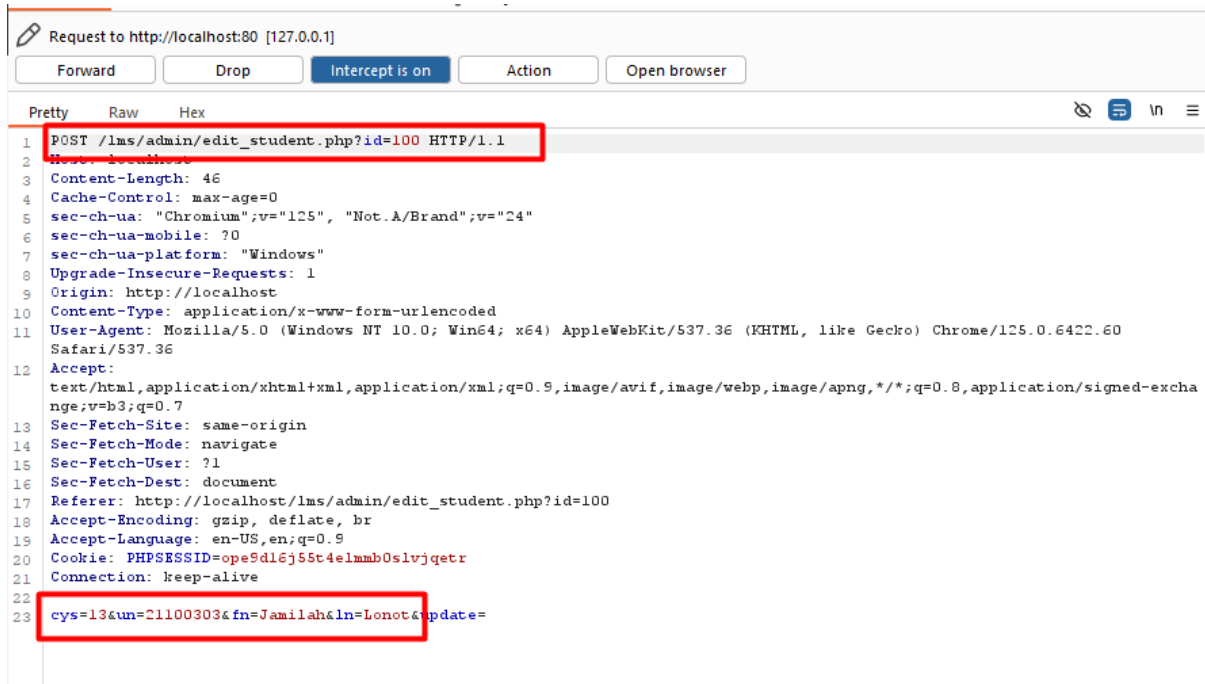 Request to http://localhost:80 [127.0.0.1]
Forward Drop Intercept is on Action Open browser
Pretty Raw Hex \n
1 POST /lms/admin/edit_student.php?id=100 HTTP/1.1
2 Host: localhost
3 Content-Length: 46
4 Cache-Control: max-age=0
5 sec-ch-ua: "Chromium";v="125", "Not.A/Brand";v="24"
6 sec-ch-ua-mobile: ?0
7 sec-ch-ua-platform: "Windows"
8 Upgrade-Insecure-Requests: 1
9 Origin: http://localhost
10 Content-Type: application/x-www-form-urlencoded
11 User-Agent: Mozilla/5.0 (Windows NT 10.0; Win64; x64) AppleWebKit/537.36 (KHTML, like Gecko) Chrome/125.0.6422.60
Safari/537.36
12 Accept:
text/html,application/xhtml+xml,application/xml;q=0.9,image/avif,image/webp,image/apng,*/*;q=0.8,application/signed-excha
nge;v=b3;q=0.7
13 Sec-Fetch-Site: same-origin
14 Sec-Fetch-Mode: navigate
15 Sec-Fetch-User: ?1
16 Sec-Fetch-Dest: document
17 Referer: http://localhost/lms/admin/edit_student.php?id=100
18 Accept-Encoding: gzip, deflate, br
19 Accept-Language: en-US,en;q=0.9
20 Cookie: PHPSESSID=ope9d16j55t4elmmb0slvjqetr
21 Connection: keep-alive
22
23 cys=13&un=21100303&fn=Jamilah&ln=Lonot&update=